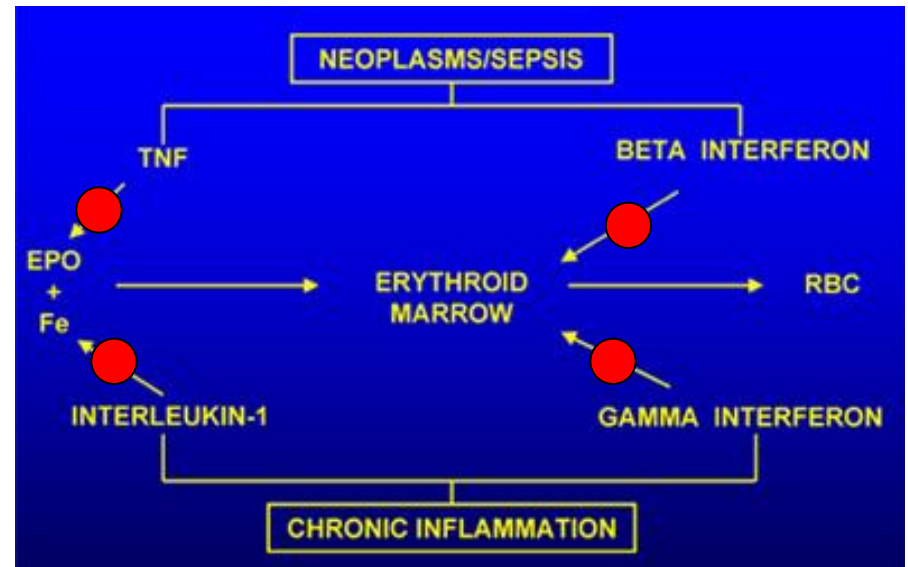 NEOPLASMS/SEPSIS
TNF
BETA INTERFERON
EPO
+
Fe
ERYTHROID
MARROW
RBC
INTERLEUKIN-1
GAMMA INTERFERON
CHRONIC INFLAMMATION